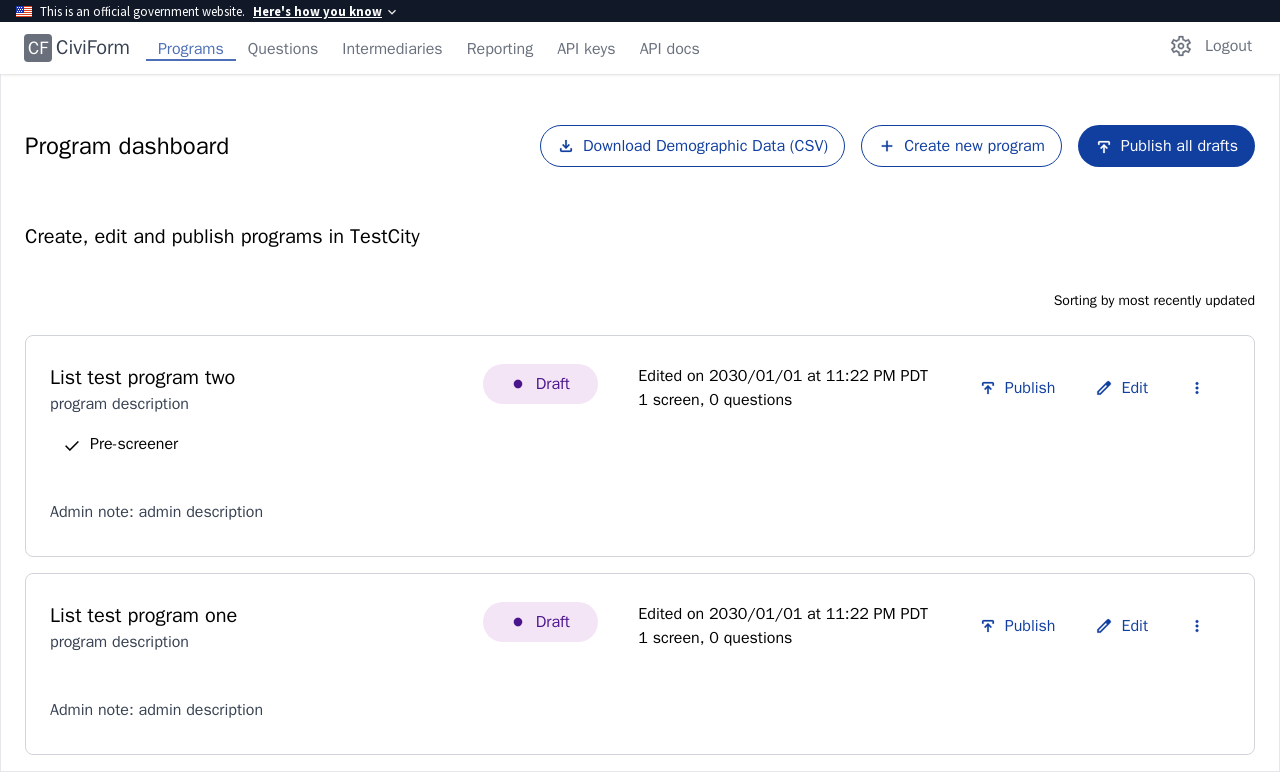 This is an official government website. Here's how you know
CF CiviForm Programs Questions Intermediaries Reporting API keys API docs Logout
Program dashboard Download Demographic Data (CSV) Create new program Publish all drafts
Create, edit and publish programs in TestCity
Sorting by most recently updated
List test program two Draft Edited on 2030/01/01 at 11:22 PM PDT Publish Edit
program description 1 screen, 0 questions
Pre-screener
Admin note: admin description
List test program one Draft Edited on 2030/01/01 at 11:22 PM PDT Publish Edit
program description 1 screen, 0 questions
Admin note: admin description